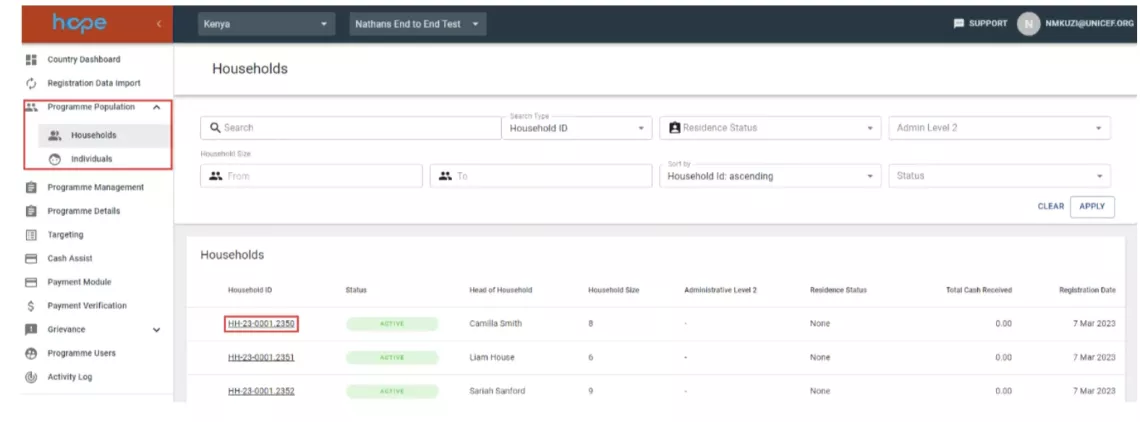 hope Kenya Nathans End to End Test SUPPORT N NMKUZI@UNICEF.ORG
Country Dashboard
Registration Data Import
Programme Population
Households
Individuals
Programme Management
Programme Details
Targeting
Cash Assist
Payment Module
Payment Verification
Grievance
Programme Users
Activity Log
Households
Search
Search Type
Household ID
Residence Status
Admin Level 2
Household Size
From
To
Sort by
Household Id: ascending
Status
CLEAR APPLY
Households
Household ID Status Head of Household Household Size Administrative Level 2 Residence Status Total Cash Received Registration Date
HH-23-0001.2350 ACTIVE Camilla Smith 8 - None 0.00 7 Mar 2023
HH-23-0001.2351 ACTIVE Liam House 6 - None 0.00 7 Mar 2023
HH-23-0001.2352 ACTIVE Sariah Sanford 9 - None 0.00 7 Mar 2023